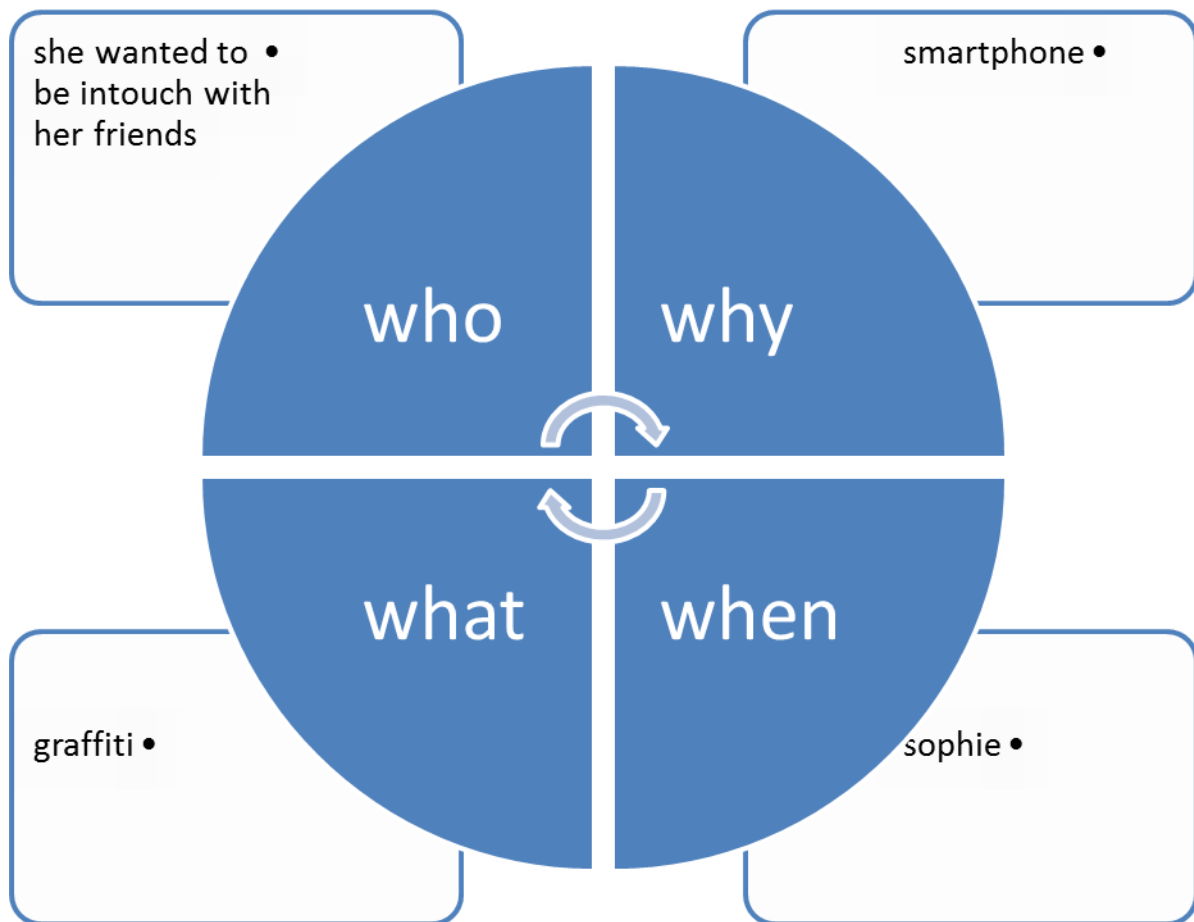 she wanted to •
be intouch with
her friends
smartphone •
who
why
what
when
graffiti •
sophie •